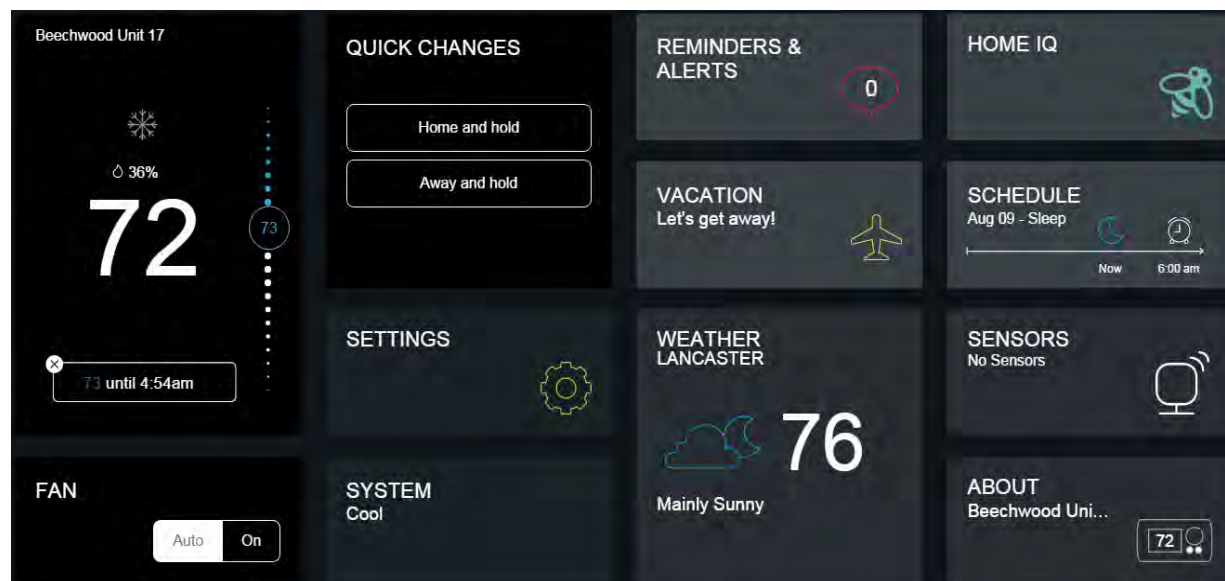 Beechwood Unit 17
36%
72
73
73 until 4:54am
FAN
Auto
On
QUICK CHANGES
Home and hold
Away and hold
SETTINGS
SYSTEM
Cool
REMINDERS &
ALERTS
0
VACATION
Let's get away!
WEATHER
LANCASTER
76
Mainly Sunny
HOME IQ
SCHEDULE
Aug 09 - Sleep
Now
6:00 am
SENSORS
No Sensors
ABOUT
Beechwood Uni...
72